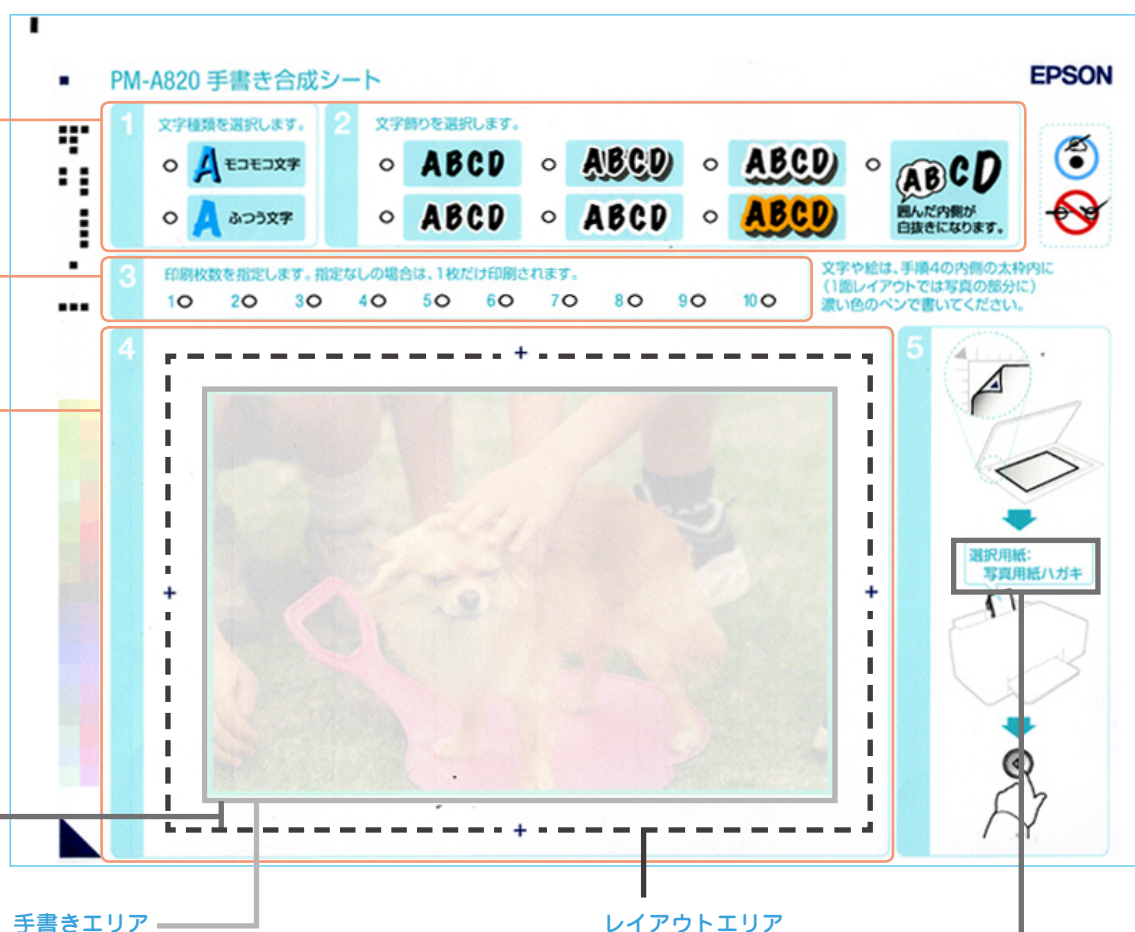 PM-A820 手書き合成シート
EPSON
1 文字種類を選択します。
モコモコ文字
ふつう文字
2 文字飾りを選択します。
ABCD
ABCD
ABCD
ABCD
囲んだ内側が
白抜きになります。
ABCD
ABCD
ABCD
3 印刷枚数を指定します。指定なしの場合は、1枚だけ印刷されます。
1 2 3 4 5 6 7 8 9 10
文字や絵は、手順4の内側の太枠内に
(1面レイアウトでは写真の部分に)
濃い色のペンで書いてください。
4
5
選択用紙:
写真用紙ハガキ
手書きエリア
レイアウトエリア